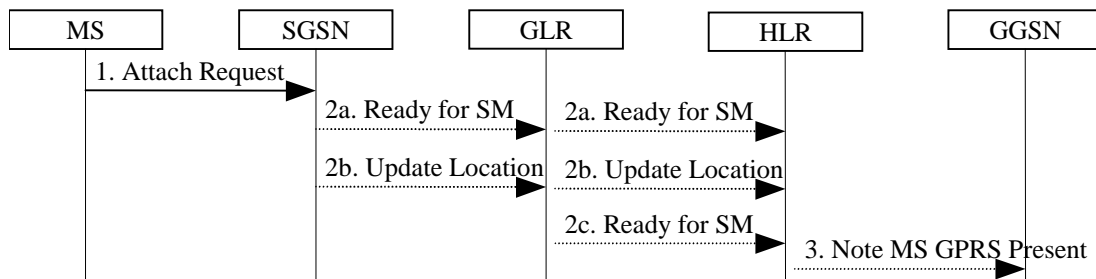 MS SGSN GLR HLR GGSN
1. Attach Request
2a. Ready for SM 2a. Ready for SM
2b. Update Location 2b. Update Location
2c. Ready for SM
3. Note MS GPRS Present